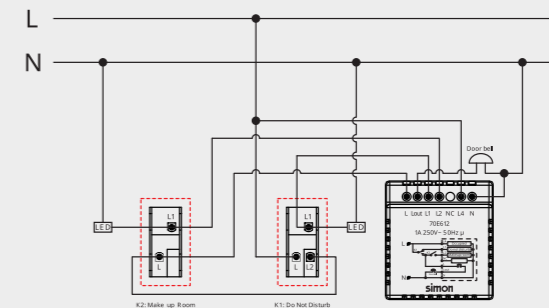 L
N
Door bell
L Lout L1 L2 NC L4 N
70E612
1A 250V~ 50Hz μ
L
N
simon
LED
L1
L
L1
L L2
LED
K2: Make up Room
K1: Do Not Disturb